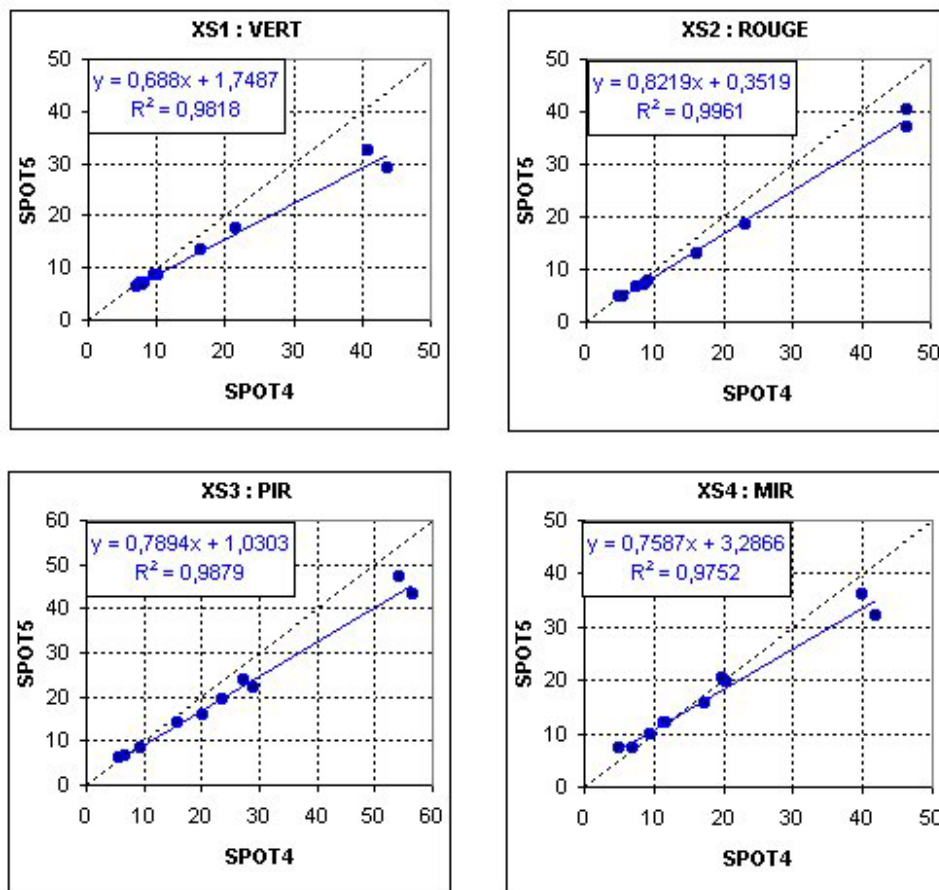 XS1 : VERT
y = 0,688x + 1,7487
R² = 0,9818
50
40
30
20
10
0
SPOT5
0 10 20 30 40 50
SPOT4
XS2 : ROUGE
y = 0,8219x + 0,3519
R² = 0,9961
50
40
30
20
10
0
SPOT5
0 10 20 30 40 50
SPOT4
XS3 : PIR
y = 0,7894x + 1,0303
R² = 0,9879
60
50
40
30
20
10
0
SPOT5
0 10 20 30 40 50 60
SPOT4
XS4 : MIR
y = 0,7587x + 3,2866
R² = 0,9752
50
40
30
20
10
0
SPOT5
0 10 20 30 40 50
SPOT4